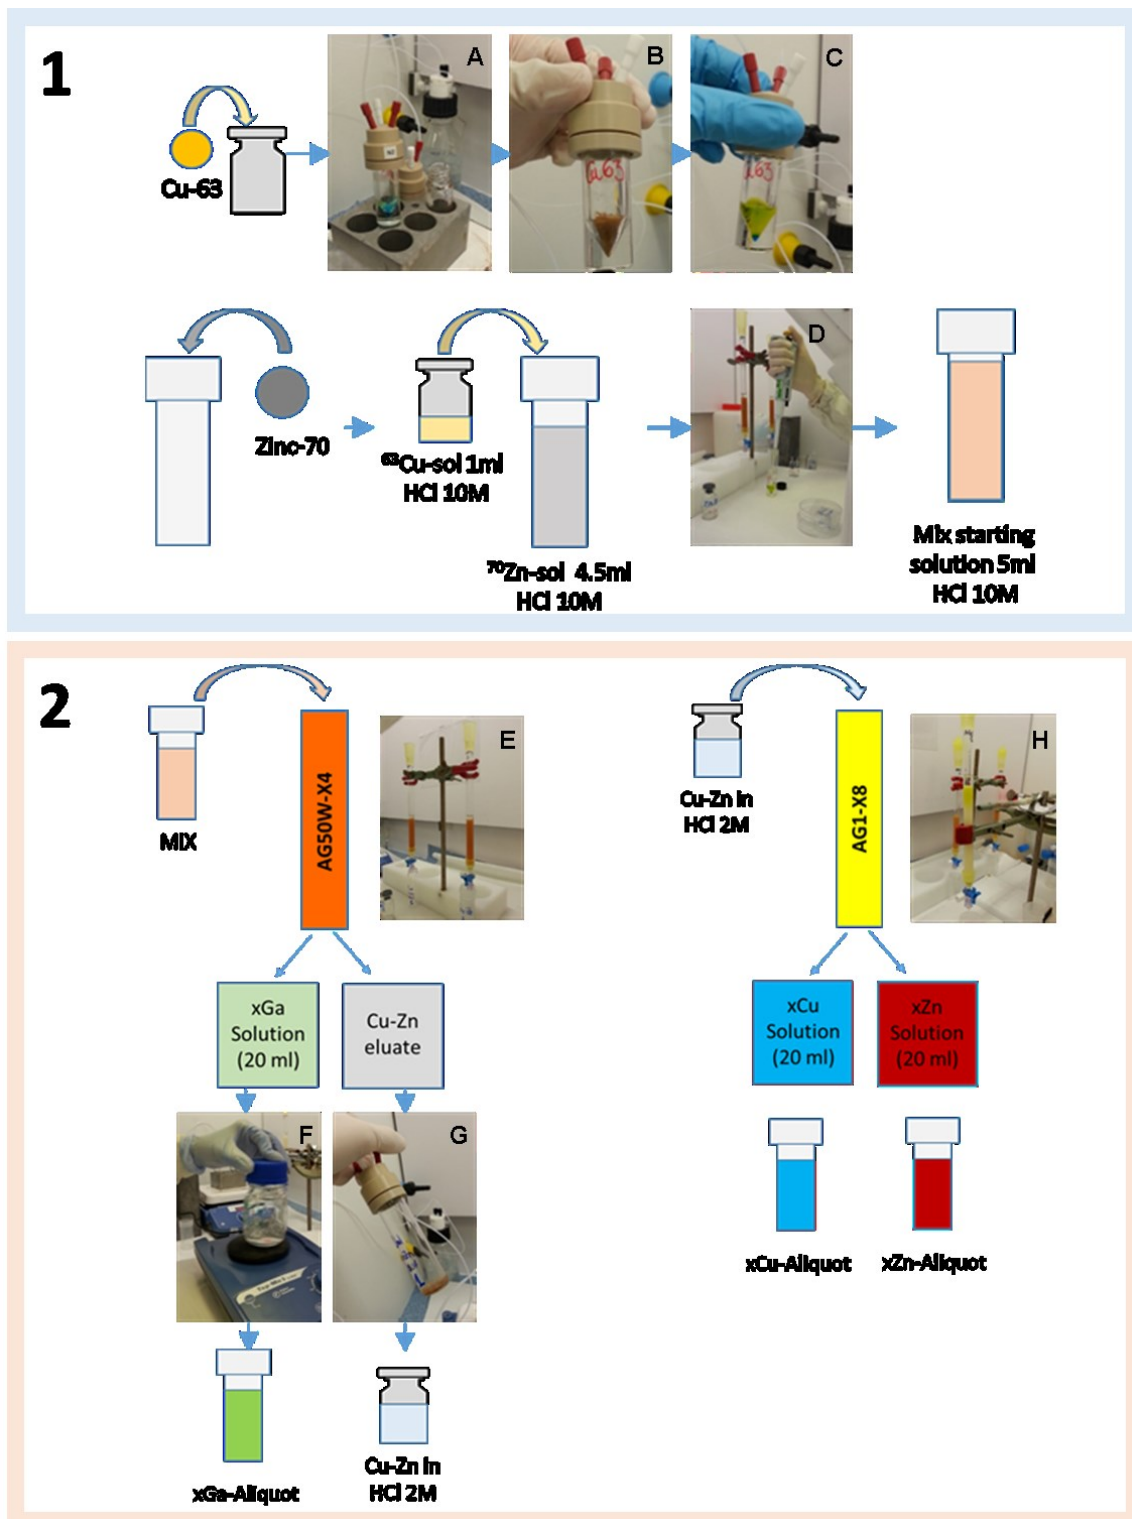 1
A
B
C
Cu-63
Cu63
Cu 63
D
Zinc-70
⁶³Cu-sol 1ml
HCl 10M
⁷⁰Zn-sol 4.5ml
HCl 10M
Mix starting
solution 5ml
HCl 10M
2
MIX
AG50W-X4
E
xGa
Solution
(20 ml)
Cu-Zn
eluate
F
G
xGa-Aliquot
Cu-Zn in
HCl 2M
Cu-Zn in
HCl 2M
AG1-X8
H
xCu
Solution
(20 ml)
xZn
Solution
(20 ml)
xCu-Aliquot
xZn-Aliquot